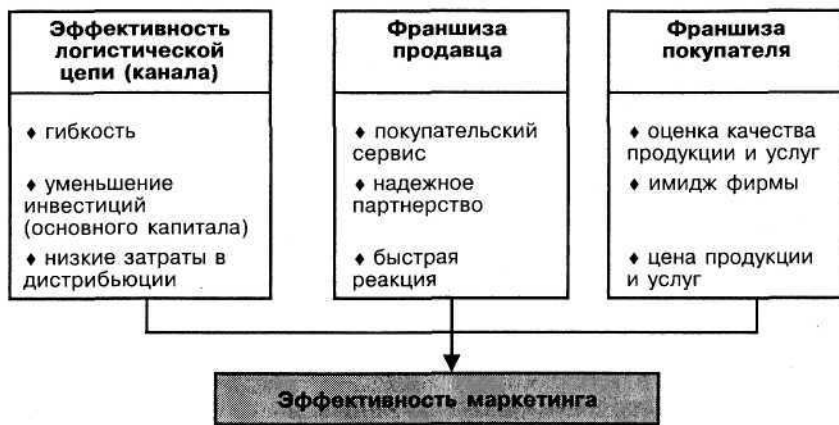 Эффективность
логистической
цепи (канала)
♦ гибкость
♦ уменьшение
инвестиций
(основного капитала)
♦ низкие затраты в
дистрибьюции
Франшиза
продавца
♦ покупательский
сервис
♦ надежное
партнерство
♦ быстрая
реакция
Франшиза
покупателя
♦ оценка качества
продукции и услуг
♦ имидж фирмы
♦ цена продукции
и услуг
Эффективность маркетинга